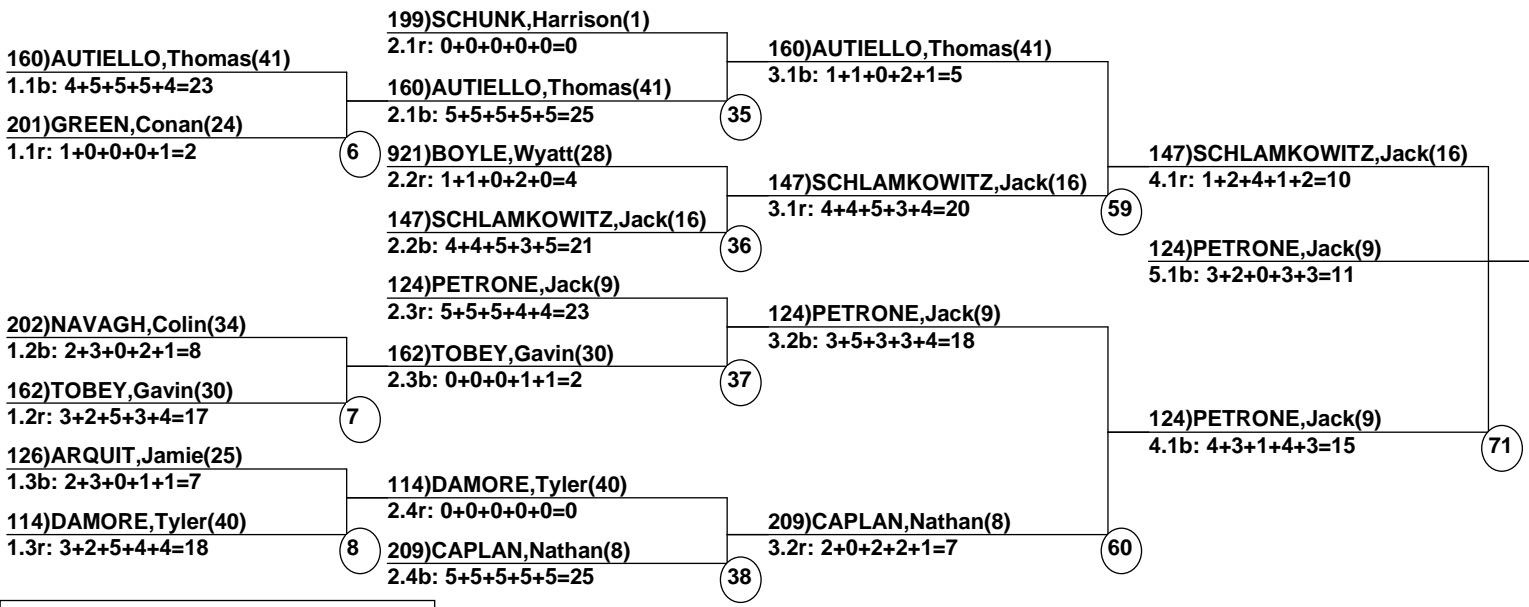 160)AUTIELLO,Thomas(41)
1.1b: 4+5+5+5+4=23
201)GREEN,Conan(24)
1.1r: 1+0+0+0+1=2
6
202)NAVAGH,Colin(34)
1.2b: 2+3+0+2+1=8
162)TOBEY,Gavin(30)
1.2r: 3+2+5+3+4=17
7
126)ARQUIT,Jamie(25)
1.3b: 2+3+0+1+1=7
114)DAMORE,Tyler(40)
1.3r: 3+2+5+4+4=18
8
199)SCHUNK,Harrison(1)
2.1r: 0+0+0+0+0=0
160)AUTIELLO,Thomas(41)
2.1b: 5+5+5+5+5=25
35
921)BOYLE,Wyatt(28)
2.2r: 1+1+0+2+0=4
147)SCHLAMKOWITZ,Jack(16)
2.2b: 4+4+5+3+5=21
36
124)PETRONE,Jack(9)
2.3r: 5+5+5+4+4=23
162)TOBEY,Gavin(30)
2.3b: 0+0+0+1+1=2
37
114)DAMORE,Tyler(40)
2.4r: 0+0+0+0+0=0
209)CAPLAN,Nathan(8)
2.4b: 5+5+5+5+5=25
38
160)AUTIELLO,Thomas(41)
3.1b: 1+1+0+2+1=5
147)SCHLAMKOWITZ,Jack(16)
3.1r: 4+4+5+3+4=20
59
124)PETRONE,Jack(9)
3.2b: 3+5+3+3+4=18
209)CAPLAN,Nathan(8)
3.2r: 2+0+2+2+1=7
60
147)SCHLAMKOWITZ,Jack(16)
4.1r: 1+2+4+1+2=10
124)PETRONE,Jack(9)
4.1b: 4+3+1+4+3=15
71
124)PETRONE,Jack(9)
5.1b: 3+2+0+3+3=11